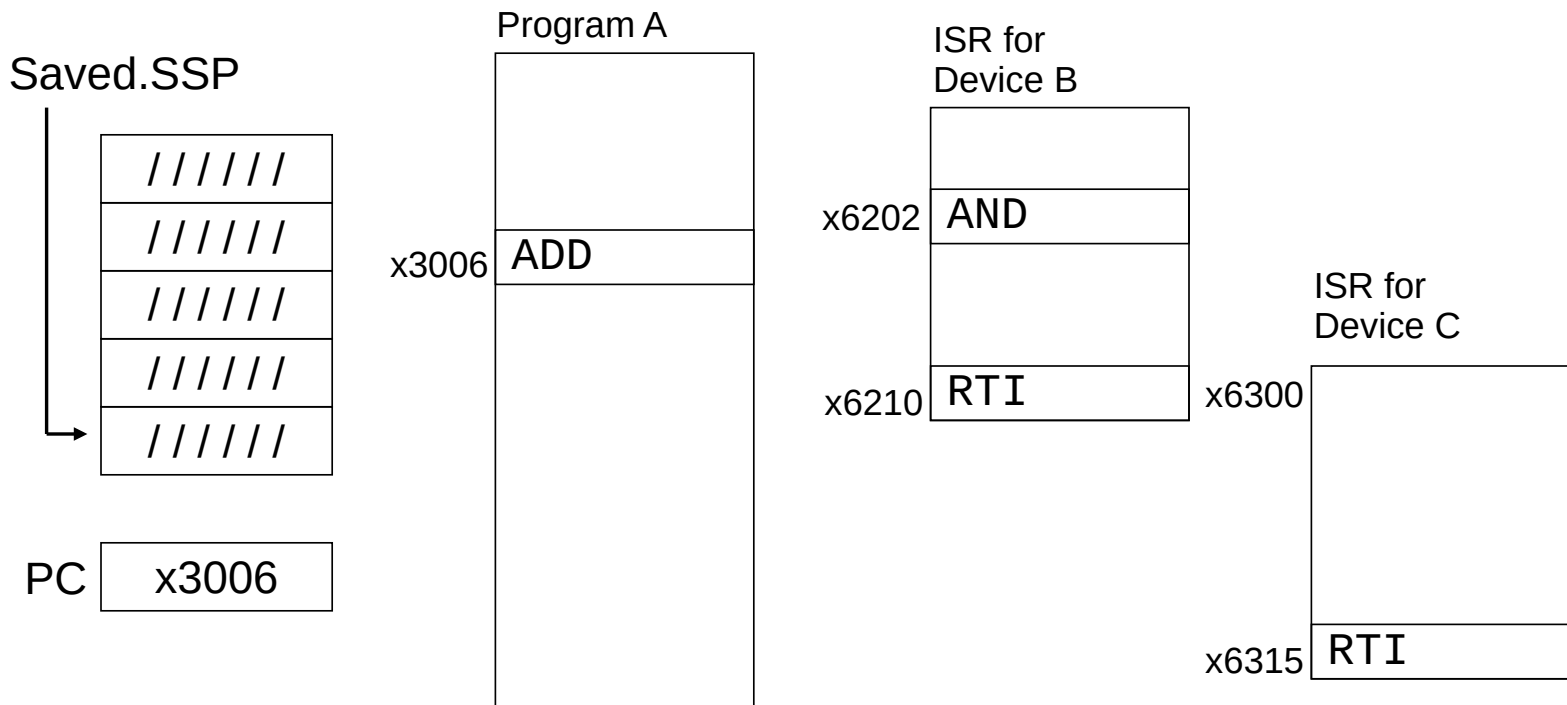 Saved.SSP
/ / / / / /
/ / / / / /
/ / / / / /
/ / / / / /
/ / / / / /
PC
x3006
Program A
x3006
ADD
ISR for
Device B
x6202
AND
x6210
RTI
ISR for
Device C
x6300
x6315
RTI